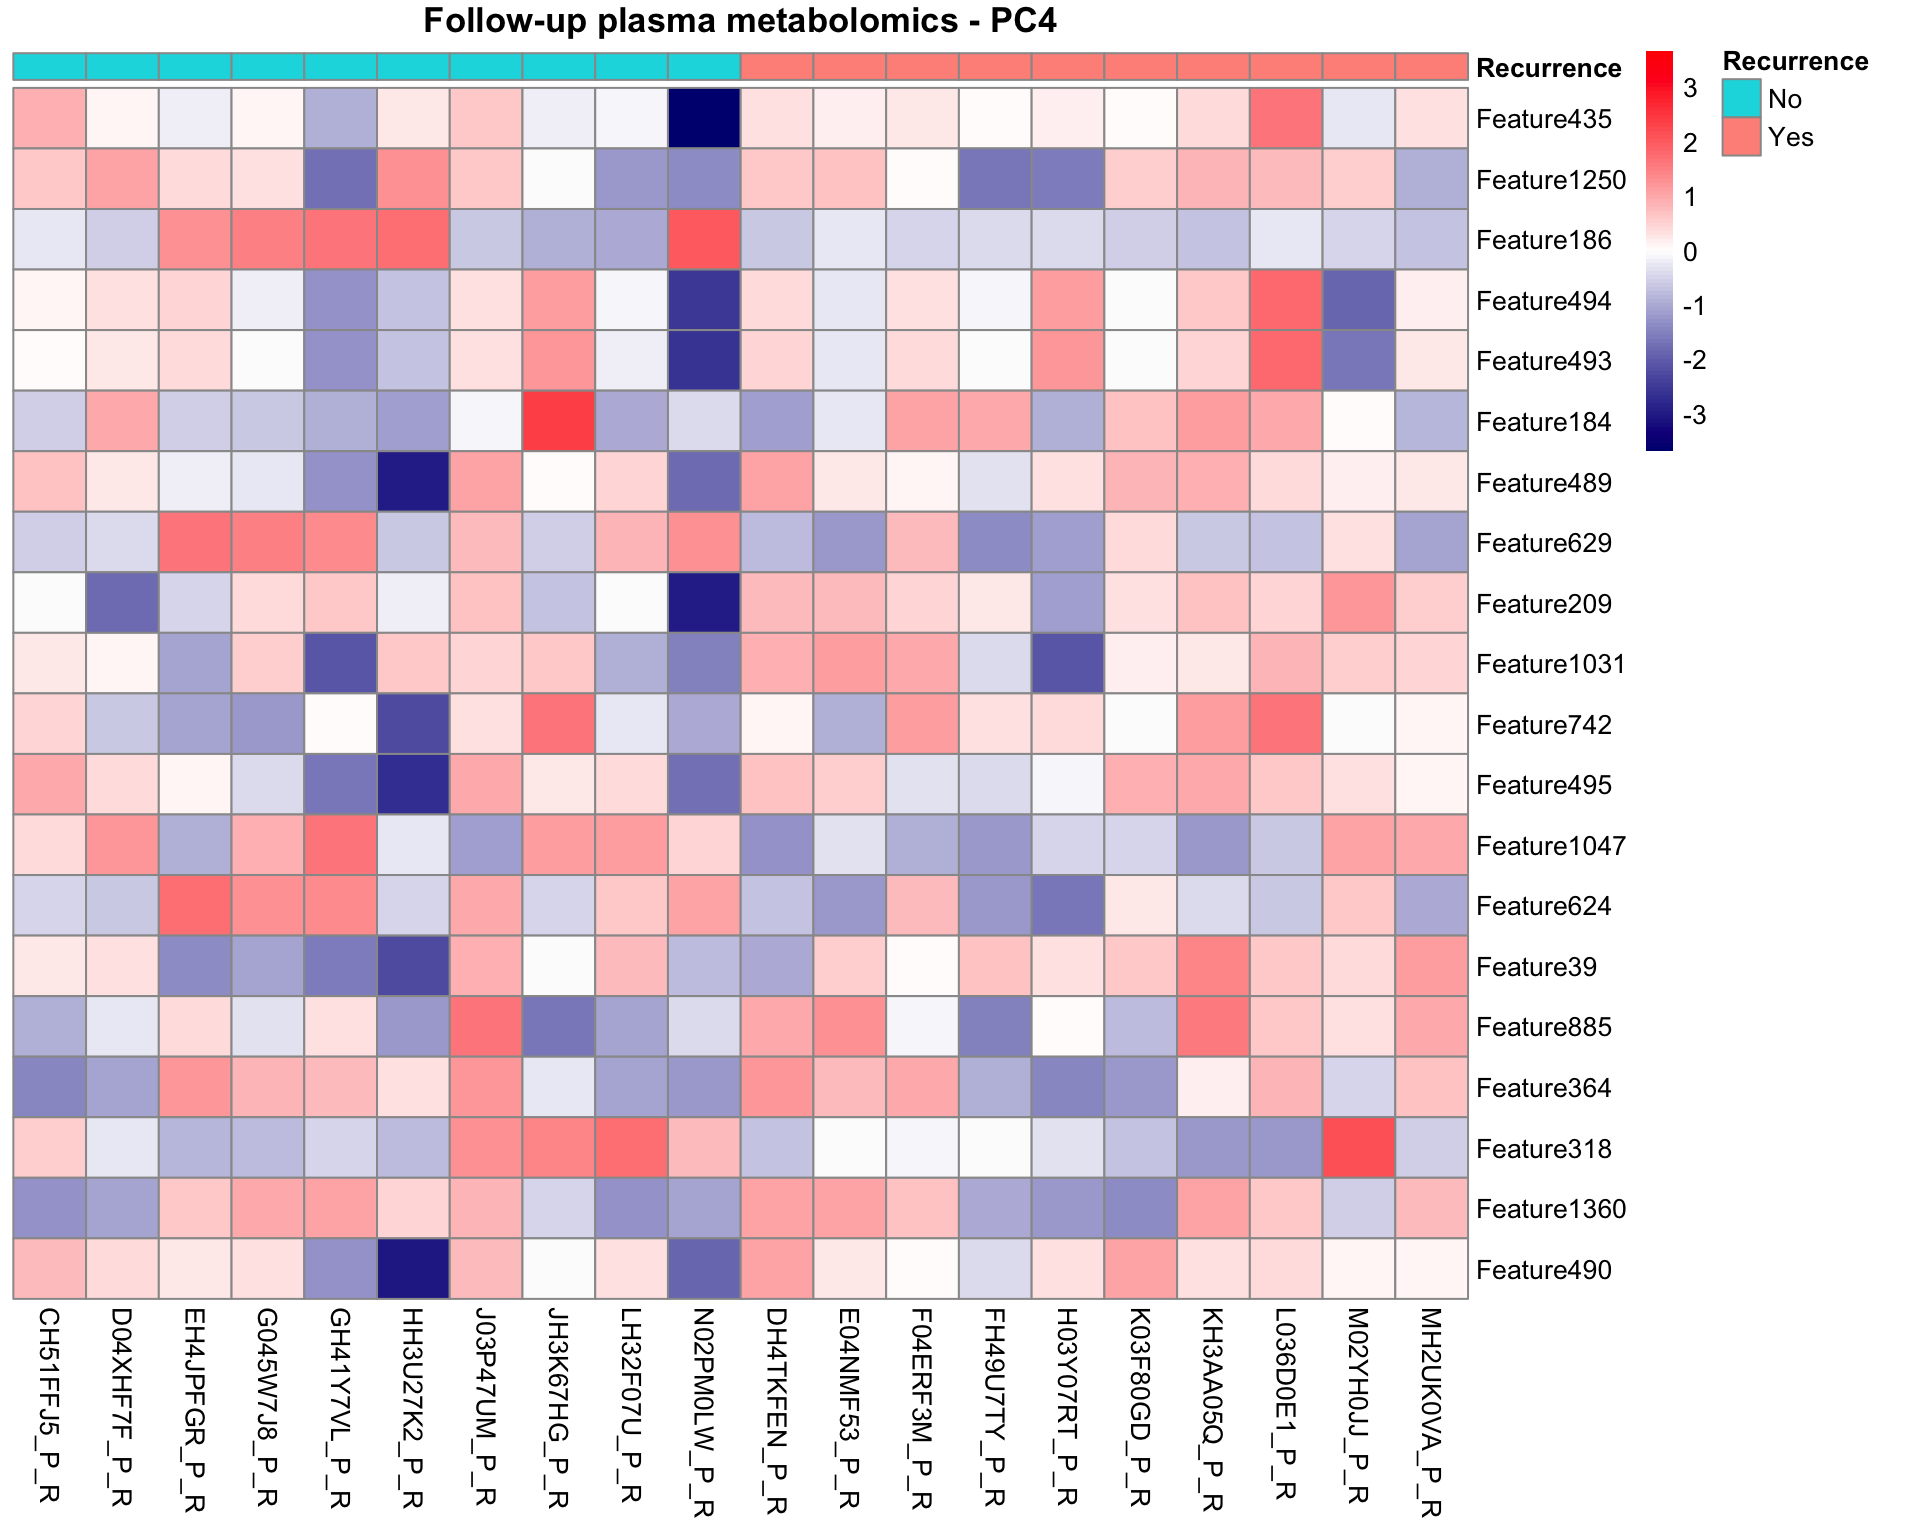 Follow-up plasma metabolomics - PC4
Recurrence
Feature435
Feature1250
Feature186
Feature494
Feature493
Feature184
Feature489
Feature629
Feature209
Feature1031
Feature742
Feature495
Feature1047
Feature624
Feature39
Feature885
Feature364
Feature318
Feature1360
Feature490
CH51FFJ5_P_R
D04XHF7F_P_R
EH4JPFGR_P_R
G045W7J8_P_R
GH41Y7VL_P_R
HH3U27K2_P_R
J03P47UM_P_R
JH3K67HG_P_R
LH32F07U_P_R
N02PM0LW_P_R
DH4TKFEN_P_R
E04NMF53_P_R
F04ERF3M_P_R
FH49U7TY_P_R
H03Y07RT_P_R
K03F80GD_P_R
KH3AA05Q_P_R
L036D0E1_P_R
M02YH0JJ_P_R
MH2UK0VA_P_R
3
2
1
0
-1
-2
-3
Recurrence
No
Yes